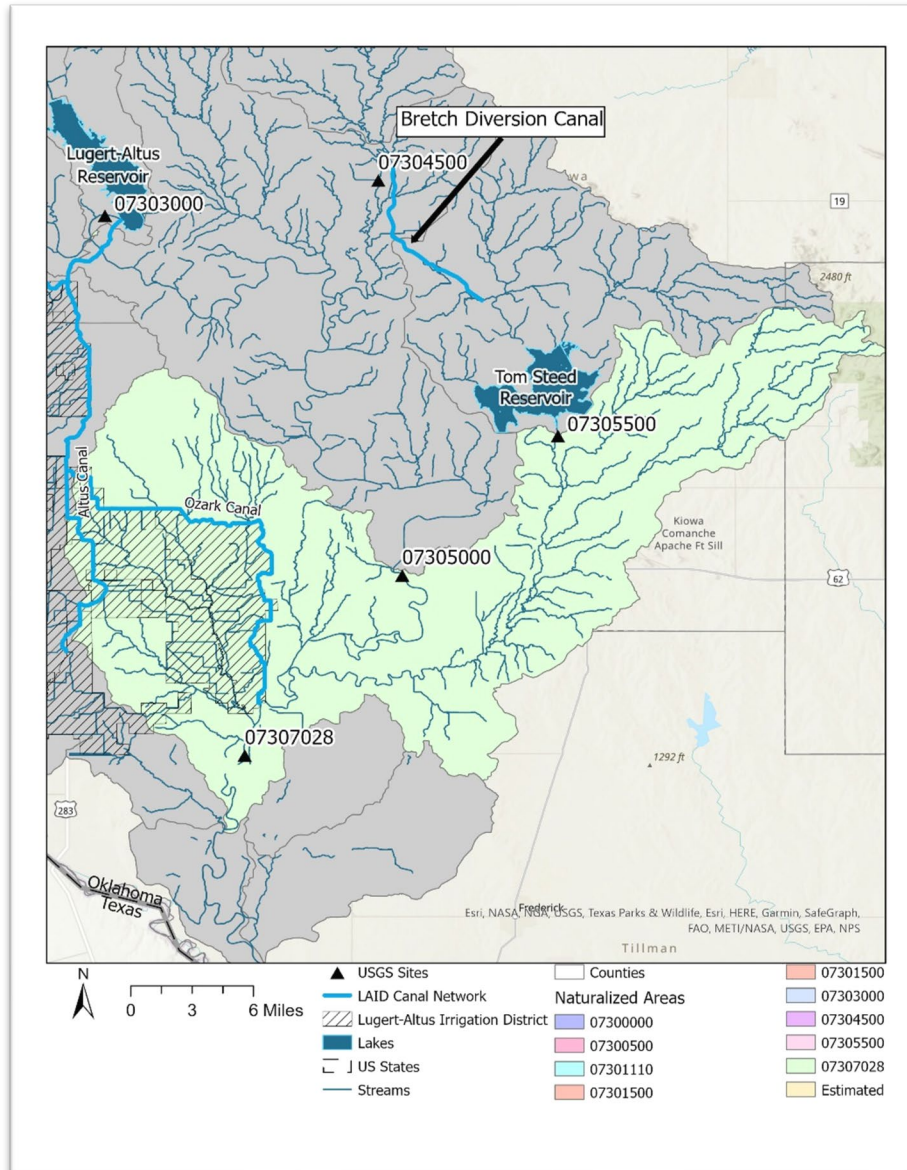 Bretch Diversion Canal
Lugert-Altus
Reservoir
07304500
07303000
19
2480 ft
Tom Steed
Reservoir
07305500
Altus Canal
Ozark Canal
Kiowa
Comanche
Apache Ft Sill
07305000
62
07307028
1292 ft
283
Oklahoma
Texas
Frederick
Esri, NASA, NGA, USGS, Texas Parks & Wildlife, Esri, HERE, Garmin, SafeGraph,
FAO, METI/NASA, USGS, EPA, NPS
Tillman
N
0 3 6 Miles
USGS Sites
LAID Canal Network
Lugert-Altus Irrigation District
Lakes
US States
Streams
Counties
Naturalized Areas
07300000
07300500
07301110
07301500
07301500
07303000
07304500
07305500
07307028
Estimated